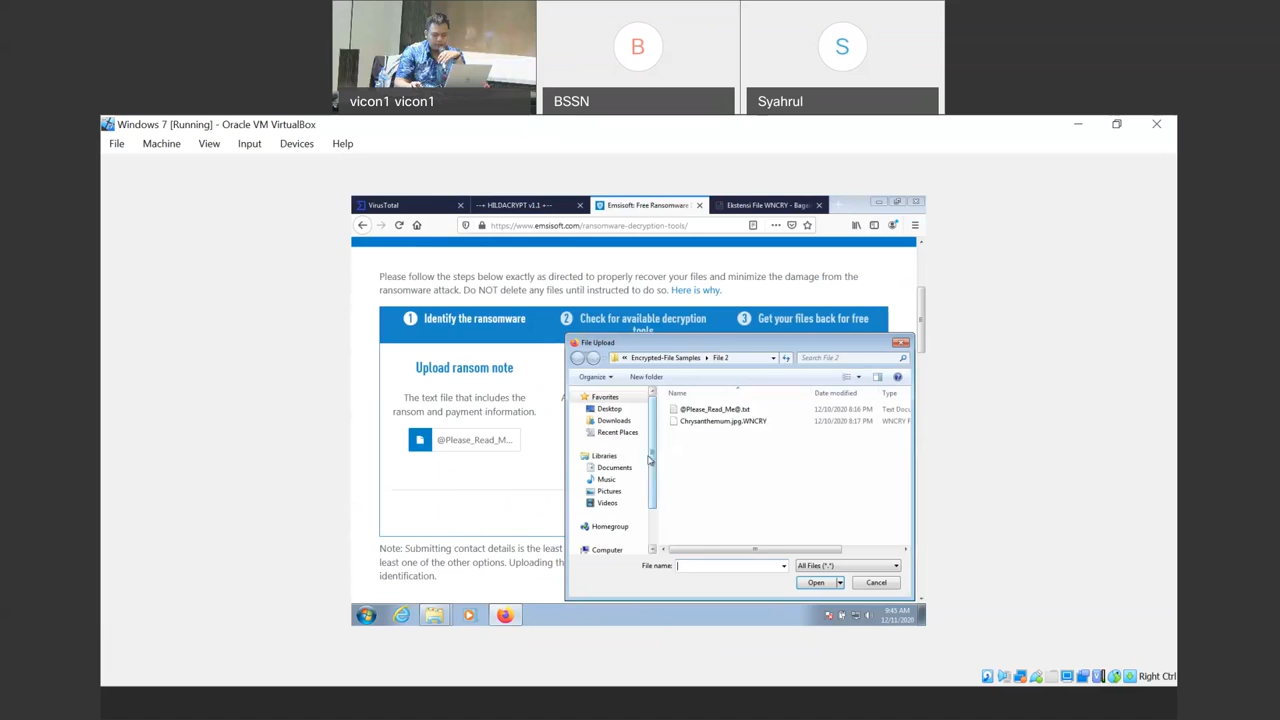 B
S
vicon1 vicon1
BSSN
Syahrul
Windows 7 [Running] - Oracle VM VirtualBox
File
Machine
View
Input
Devices
Help
VirusTotal
HILDACRYPT v1.1
Emsisoft: Free Ransomware
Ekstensi File WNCRY - Baga
https://www.emsisoft.com/ransomware-decryption-tools/
Please follow the steps below exactly as directed to properly recover your files and minimize the damage from the
ransomware attack. Do NOT delete any files until instructed to do so. Here is why.
1 Identify the ransomware
2 Check for available decryption
tools
3 Get your files back for free
Upload ransom note
The text file that includes the
ransom and payment information.
@Please_Read_M...
Note: Submitting contact details is the least
least one of the other options. Uploading th
identification.
File Upload
« Encrypted-File Samples
File 2
Search File 2
Organize
New folder
Name
Date modified
Type
Favorites
Desktop
Downloads
Recent Places
Libraries
Documents
Music
Pictures
Videos
Homegroup
Computer
@Please_Read_Me@.txt
12/10/2020 8:16 PM
Text Docu
Chrysanthemum.jpg.WNCRY
12/10/2020 8:17 PM
WNCRY F
File name:
All Files (*.*)
Open
Cancel
9:45 AM
12/11/2020
Right Ctrl